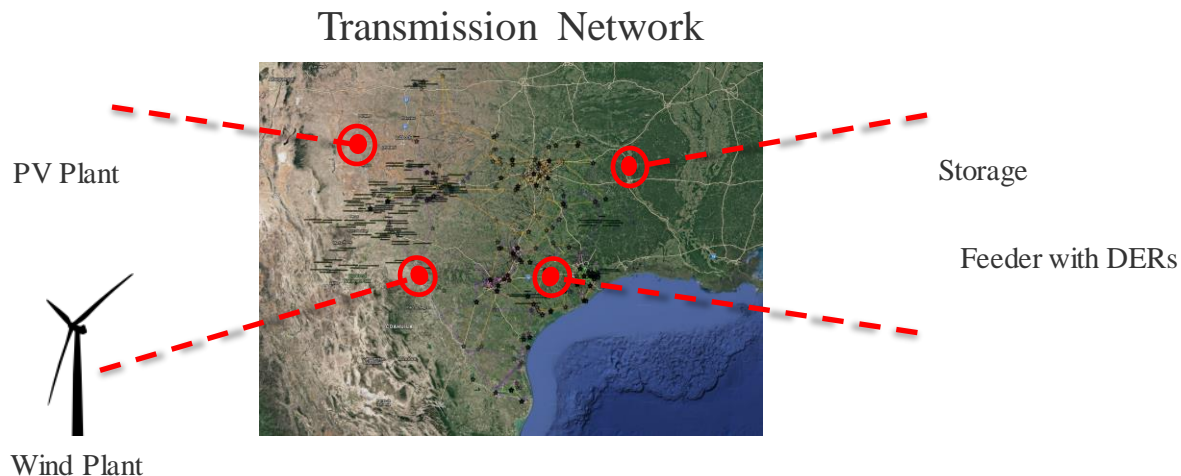 Transmission Network
PV Plant
Storage
Feeder with DERs
Wind Plant